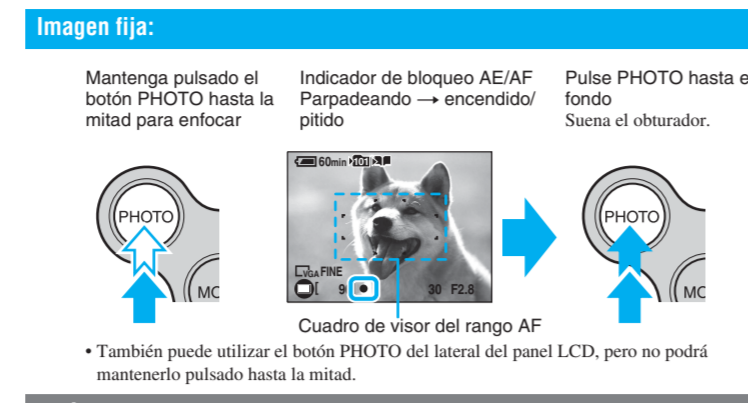 Imagen fija:
Mantenga pulsado el
botón PHOTO hasta la
mitad para enfocar
Indicador de bloqueo AE/AF
Parpadeando → encendido/
pitido
Pulse PHOTO hasta e
fondo
Suena el obturador.
PHOTO
MO
60min 101
VGA FINE
9
30 F2.8
PHOTO
MO
Cuadro de visor del rango AF
• También puede utilizar el botón PHOTO del lateral del panel LCD, pero no podrá
mantenerlo pulsado hasta la mitad.